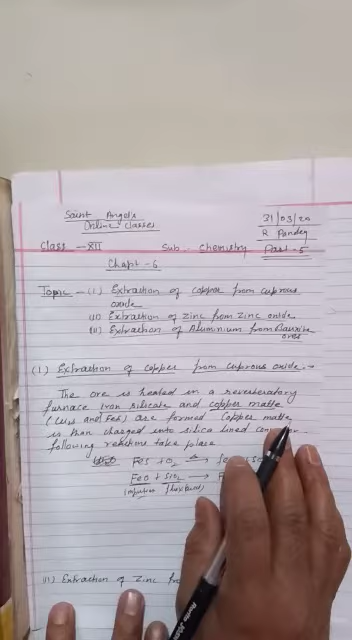 Saint Angels
Online Classes
31/03/20
R Pandey
Class - XII
Sub - Chemistry
Part - 5
Chapt - 6
Topic - (i) Extraction of copper from cuprous
oxide
(ii) Extraction of zinc from zinc oxide
(iii) Extraction of Aluminium from Bauxite
ores
(1) Extraction of copper from cuprous oxide :-
The ore is heated in a reverberatory
furnace Iron silicate and copper matte
(Cu2S and FeS) are formed Copper matte
is then charged into silica lined
following reactions take place
FeS + O2 →
FeO + SiO2 → F
II) Extraction of Zinc